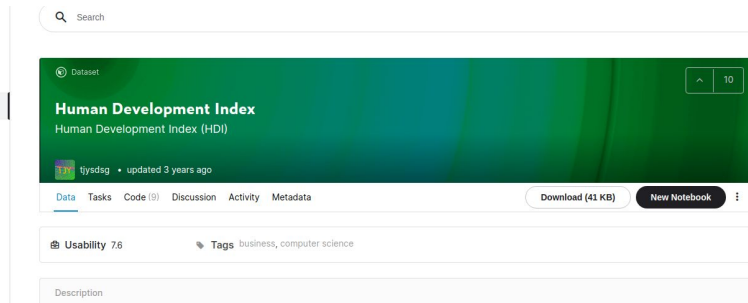 Search
Dataset
10
Human Development Index
Human Development Index (HDI)
TJY tjysdsg • updated 3 years ago
Data Tasks Code (9) Discussion Activity Metadata Download (41 KB) New Notebook
Usability 7.6 Tags business, computer science
Description